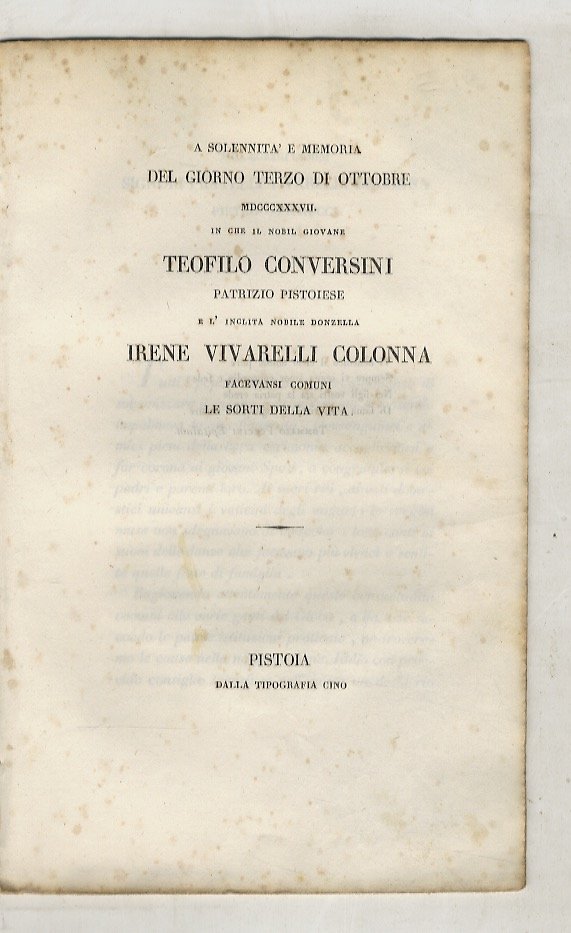 A SOLENNITA' E MEMORIA
DEL GIORNO TERZO DI OTTOBRE
MDCCCXXXVII.
IN CHE IL NOBIL GIOVANE
TEOFILO CONVERSINI
PATRIZIO PISTOIESE
E L' INCLITA NOBILE DONZELLA
IRENE VIVARELLI COLONNA
FACEVANSI COMUNI
LE SORTI DELLA VITA.
PISTOIA
DALLA TIPOGRAFIA CINO